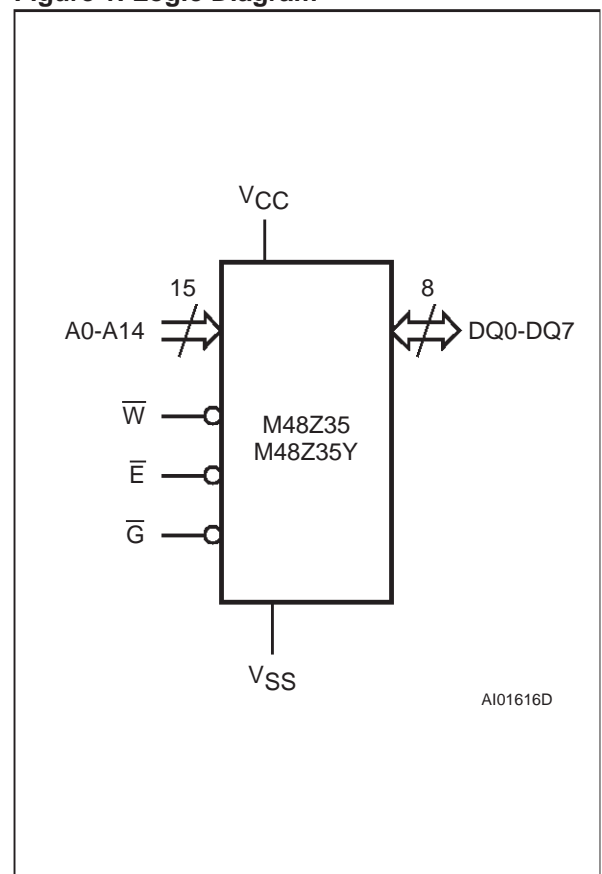 Figure 1. Logic Diagram
VCC
15
8
A0-A14
DQ0-DQ7
W̅
M48Z35
M48Z35Y
E̅
G̅
VSS
AI01616D